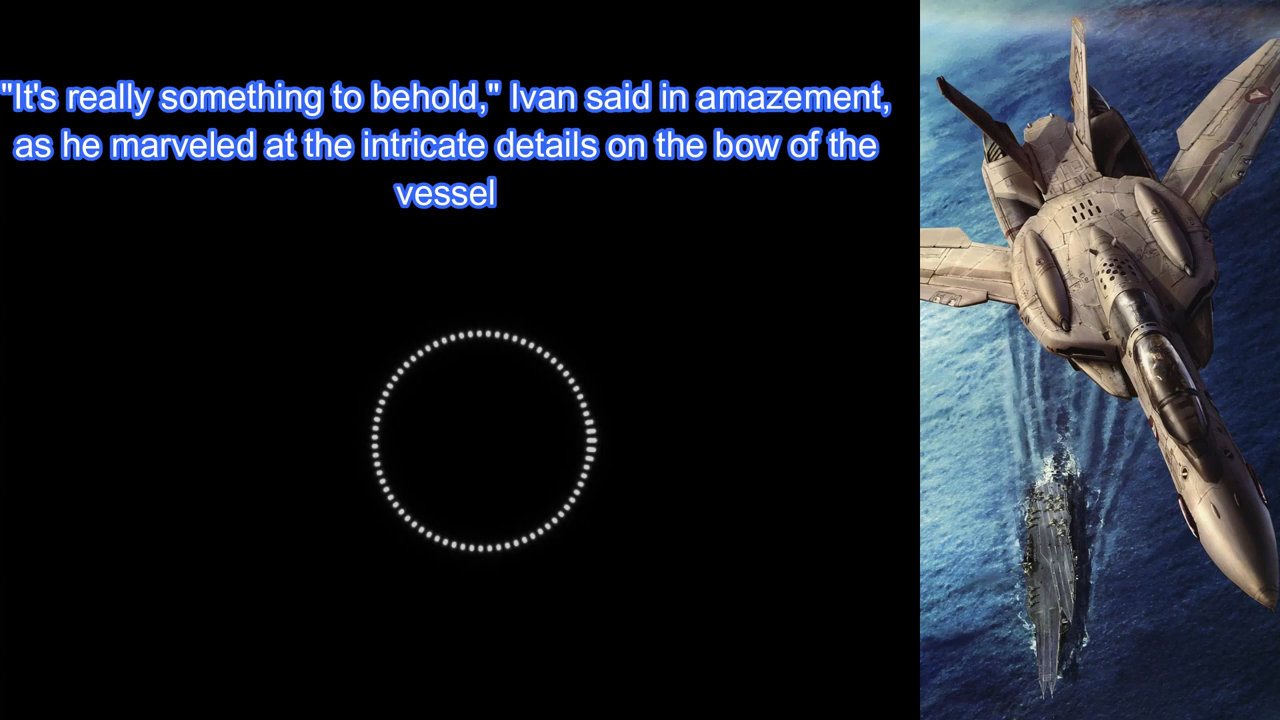 "It's really something to behold," Ivan said in amazement,
as he marveled at the intricate details on the bow of the
vessel